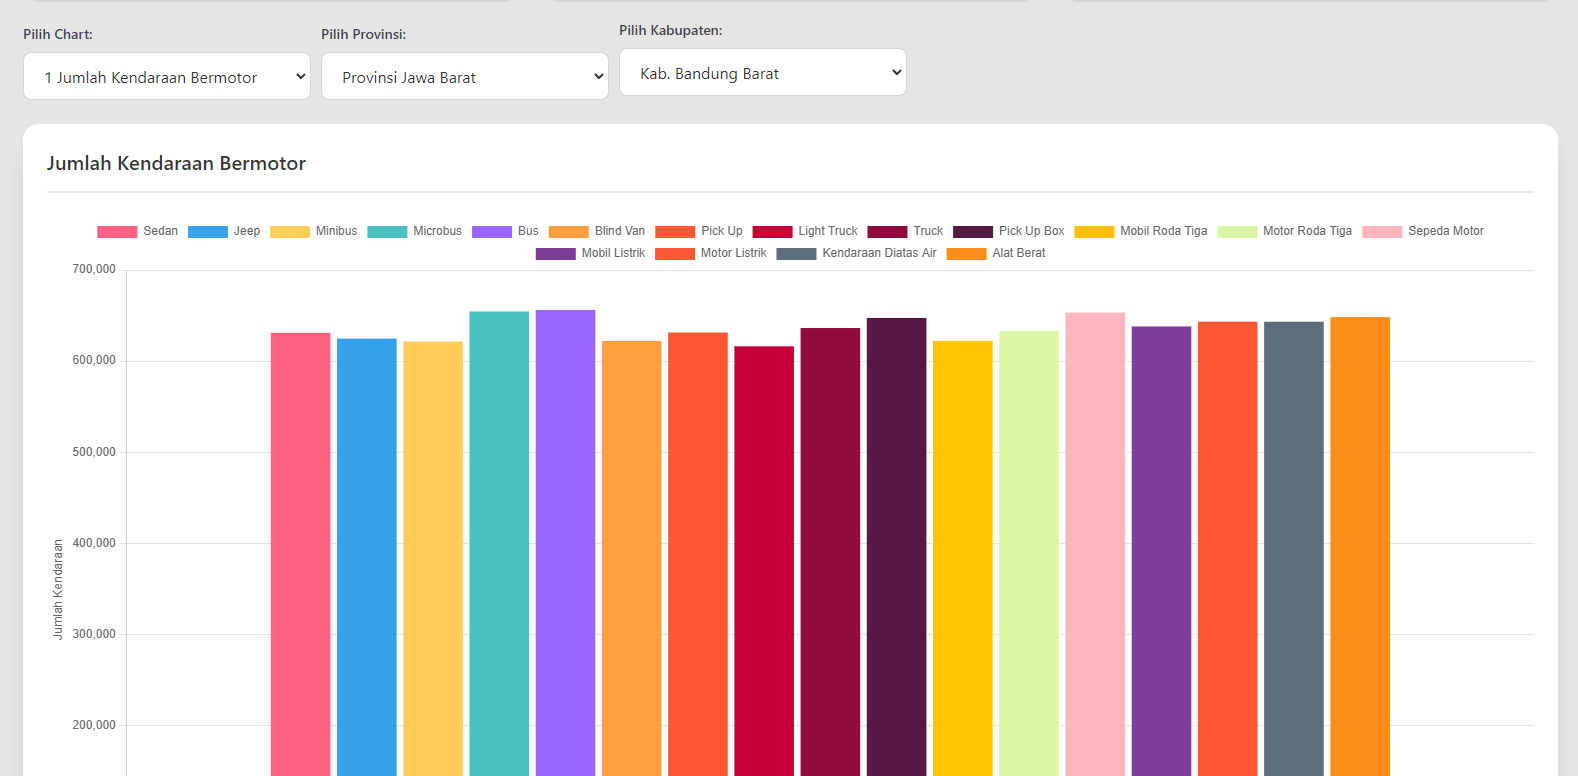 Pilih Chart:
Pilih Provinsi:
Pilih Kabupaten:
1 Jumlah Kendaraan Bermotor
Provinsi Jawa Barat
Kab. Bandung Barat
Jumlah Kendaraan Bermotor
Sedan Jeep Minibus Microbus Bus Blind Van Pick Up Light Truck Truck Pick Up Box Mobil Roda Tiga Motor Roda Tiga Sepeda Motor
Mobil Listrik Motor Listrik Kendaraan Diatas Air Alat Berat
700,000
600,000
500,000
400,000
300,000
200,000
Jumlah Kendaraan